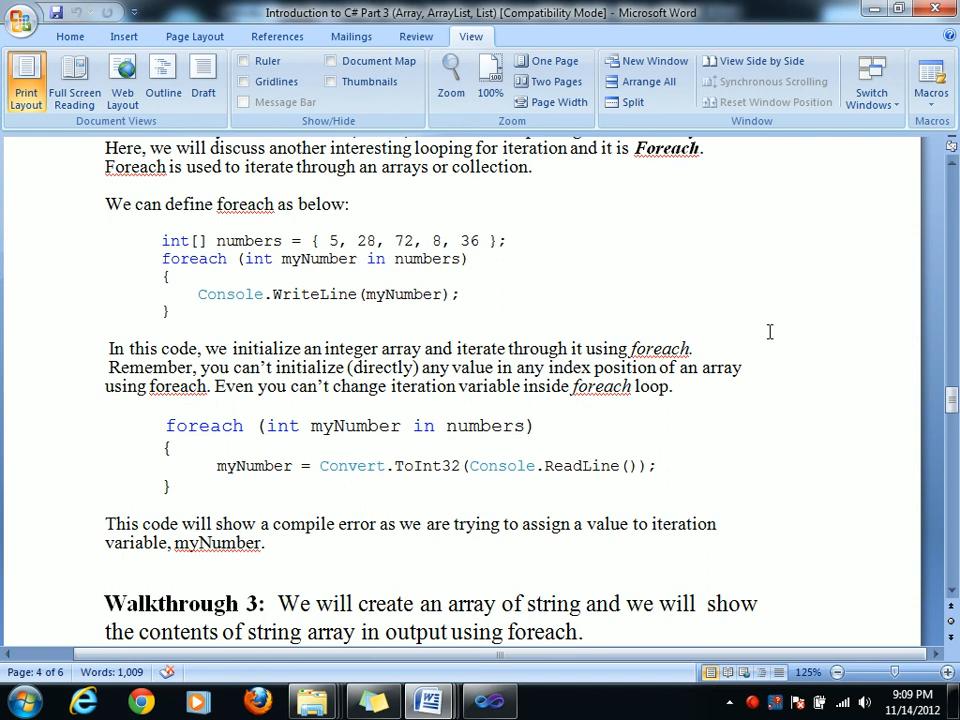 Introduction to C# Part 3 (Array, ArrayList, List) [Compatibility Mode] - Microsoft Word
Home Insert Page Layout References Mailings Review View
Ruler Document Map One Page New Window View Side by Side
Gridlines Thumbnails Two Pages Arrange All Synchronous Scrolling
Print Layout Full Screen Reading Web Layout Outline Draft Message Bar Zoom 100% Page Width Split Reset Window Position Switch Windows Macros
Document Views Show/Hide Zoom Window Macros
Here, we will discuss another interesting looping for iteration and it is Foreach.
Foreach is used to iterate through an arrays or collection.
We can define foreach as below:
int[] numbers = { 5, 28, 72, 8, 36 };
foreach (int myNumber in numbers)
{
Console.WriteLine(myNumber);
}
In this code, we initialize an integer array and iterate through it using foreach.
Remember, you can't initialize (directly) any value in any index position of an array
using foreach. Even you can't change iteration variable inside foreach loop.
foreach (int myNumber in numbers)
{
myNumber = Convert.ToInt32(Console.ReadLine());
}
This code will show a compile error as we are trying to assign a value to iteration
variable, myNumber.
Walkthrough 3: We will create an array of string and we will show
the contents of string array in output using foreach.
Page: 4 of 6 Words: 1,009 125%
9:09 PM
11/14/2012